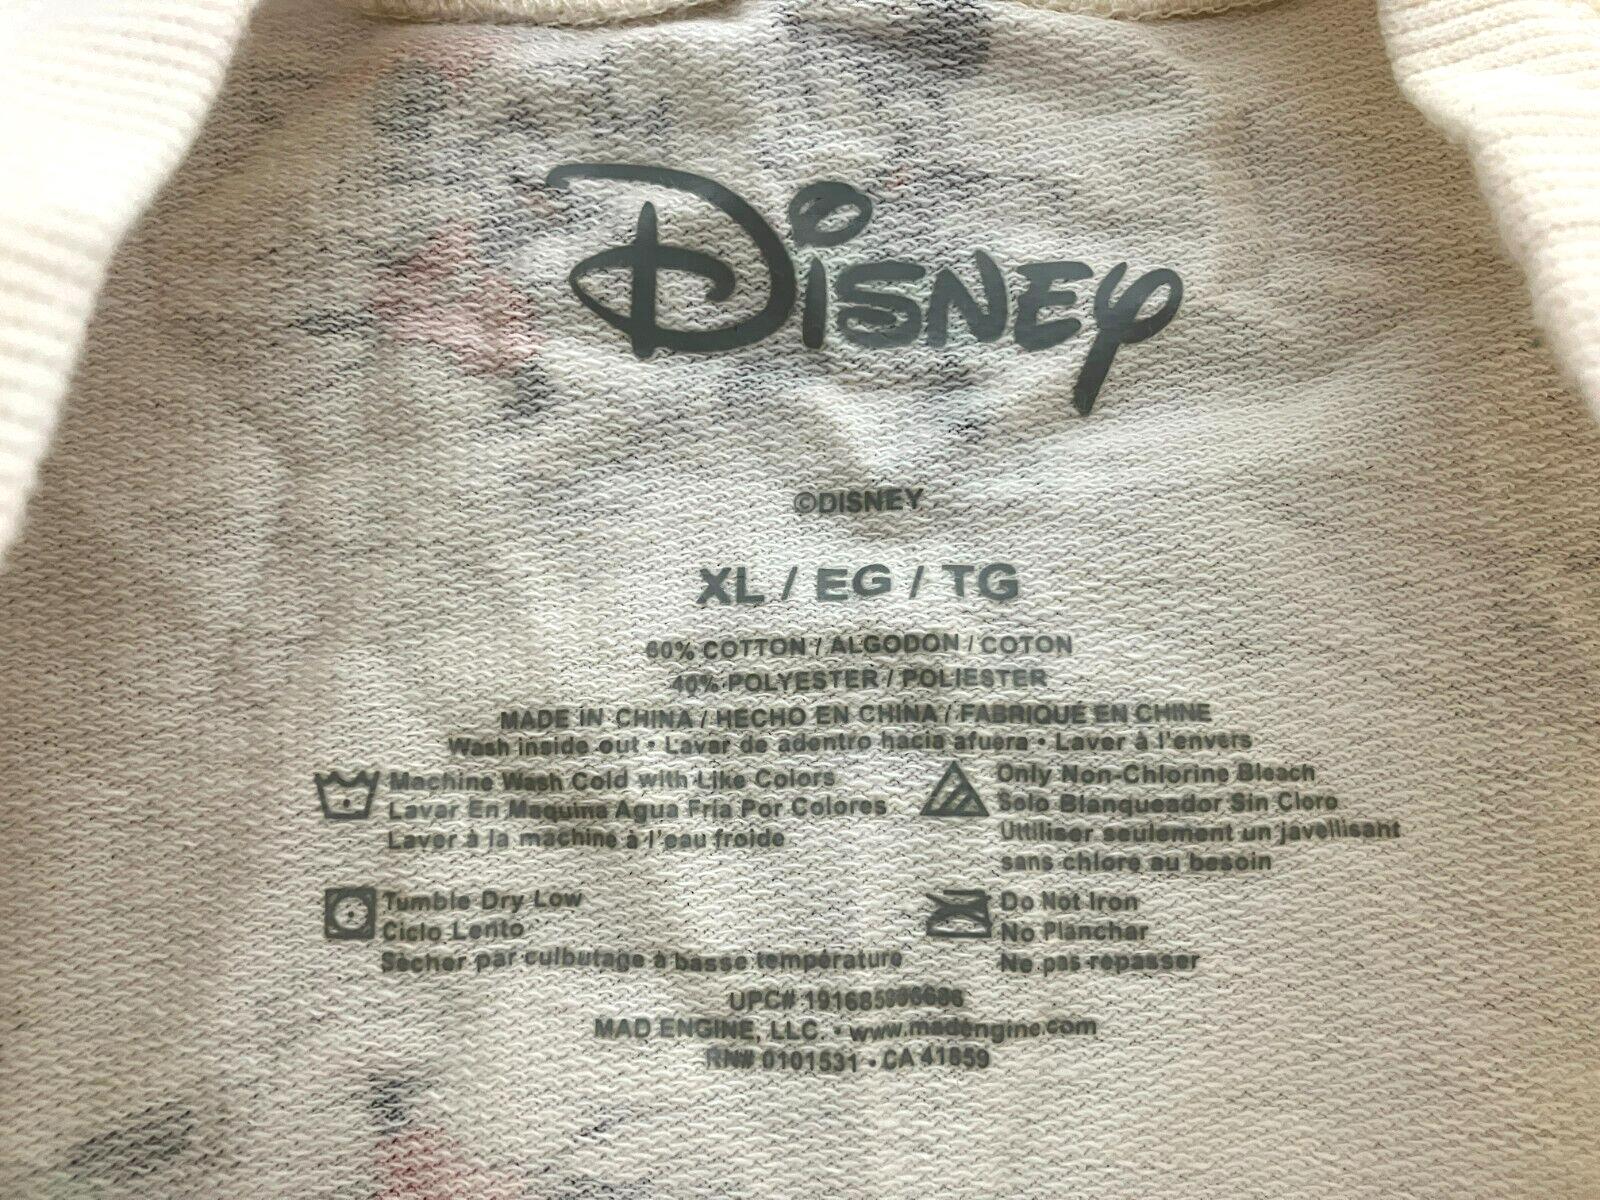 Disney
©DISNEY
XL / EG / TG
60% COTTON / ALGODON / COTON
40% POLYESTER / POLIESTER
MADE IN CHINA / HECHO EN CHINA / FABRIQUÉ EN CHINE
Wash inside out • Lavar de adentro hacia afuera • Laver à l'envers
Machine Wash Cold with Like Colors
Lavar En Maquina Agua Fria Por Colores
Laver à la machine à l'eau froide
Only Non-Chlorine Bleach
Solo Blanqueador Sin Cloro
Uttiliser seulement un javellisant
sans chlore au besoin
Tumble Dry Low
Ciclo Lento
Sècher par culbutage à basse température
Do Not Iron
No Planchar
Ne pas repasser
UPC#
MAD ENGINE, LLC. • www.madengine.com
RN# 0101531 • CA 41859